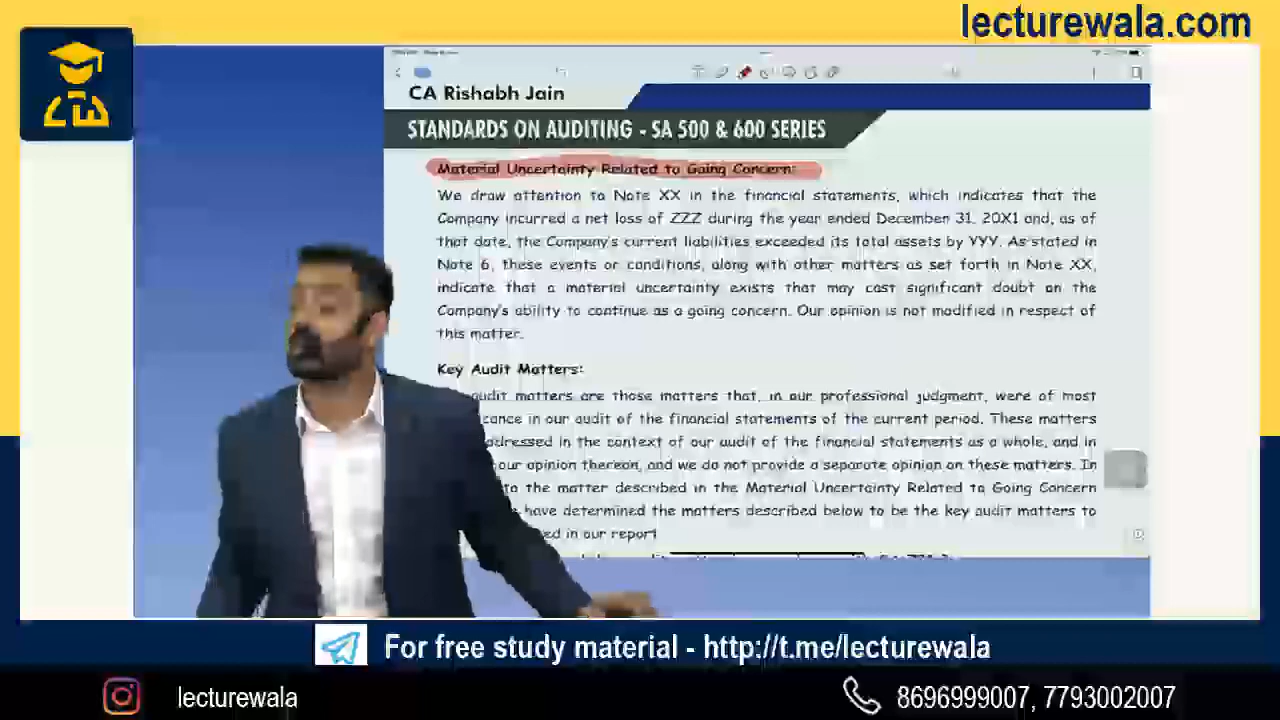 lecturewala.com
CA Rishabh Jain
STANDARDS ON AUDITING - SA 500 & 600 SERIES
Material Uncertainty Related to Going Concern:
We draw attention to Note XX in the financial statements, which indicates that the
Company incurred a net loss of ZZZ during the year ended December 31, 20X1 and, as of
that date, the Company's current liabilities exceeded its total assets by YYY. As stated in
Note 6, these events or conditions, along with other matters as set forth in Note XX,
indicate that a material uncertainty exists that may cast significant doubt on the
Company's ability to continue as a going concern. Our opinion is not modified in respect of
this matter.
Key Audit Matters:
audit matters are those matters that, in our professional judgment, were of most
cance in our audit of the financial statements of the current period. These matters
dressed in the context of our audit of the financial statements as a whole, and in
our opinion thereon, and we do not provide a separate opinion on these matters. In
to the matter described in the Material Uncertainty Related to Going Concern
have determined the matters described below to be the key audit matters to
ed in our report
For free study material - http://t.me/lecturewala
lecturewala
8696999007, 7793002007